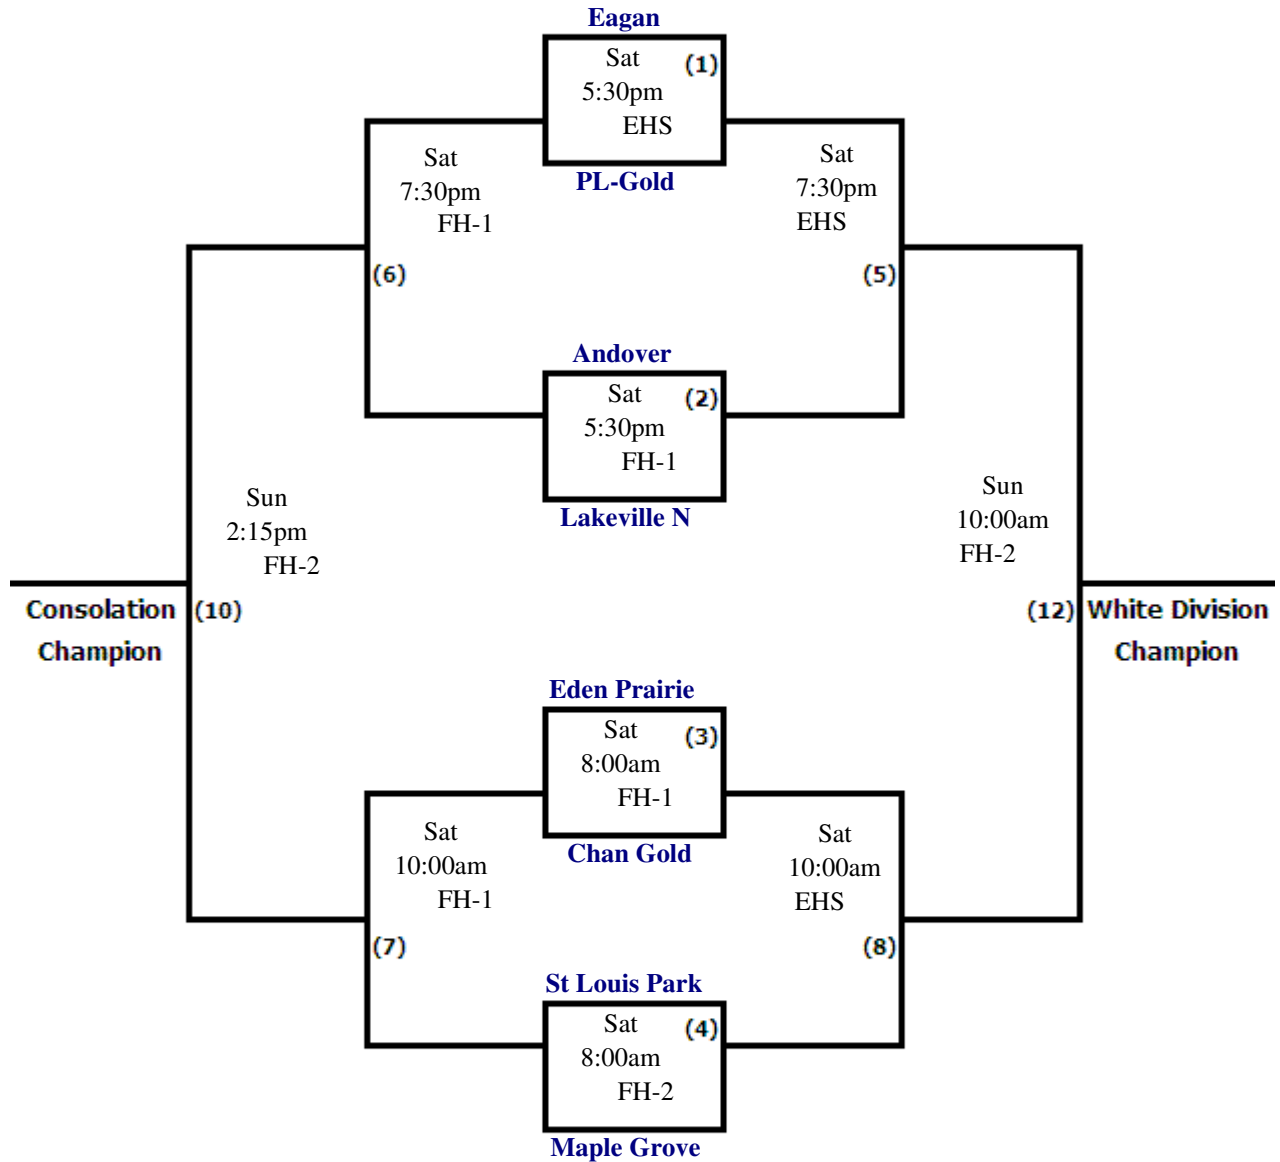 Eagan
Sat (1)
5:30pm
EHS
PL-Gold
Sat
7:30pm
FH-1
(6)
Sat
7:30pm
EHS
(5)
Andover
Sat (2)
5:30pm
FH-1
Lakeville N
Sun
2:15pm
FH-2
Consolation (10)
Champion
Sun
10:00am
FH-2
(12) White Division
Champion
Eden Prairie
Sat (3)
8:00am
FH-1
Chan Gold
Sat
10:00am
FH-1
(7)
Sat
10:00am
EHS
(8)
St Louis Park
Sat (4)
8:00am
FH-2
Maple Grove